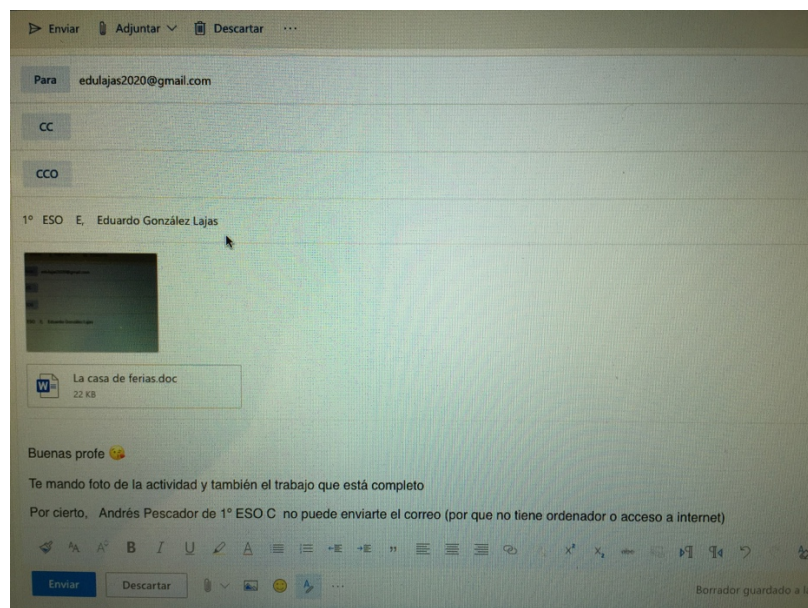 Enviar Adjuntar Descartar ...
Para edulajas2020@gmail.com
CC
CCO
1º ESO E, Eduardo González Lajas
La casa de ferias.doc
22 KB
Buenas profe 😘
Te mando foto de la actividad y también el trabajo que está completo
Por cierto, Andrés Pescador de 1º ESO C no puede enviarte el correo (por que no tiene ordenador o acceso a internet)
Enviar Descartar ...
Borrador guardado a